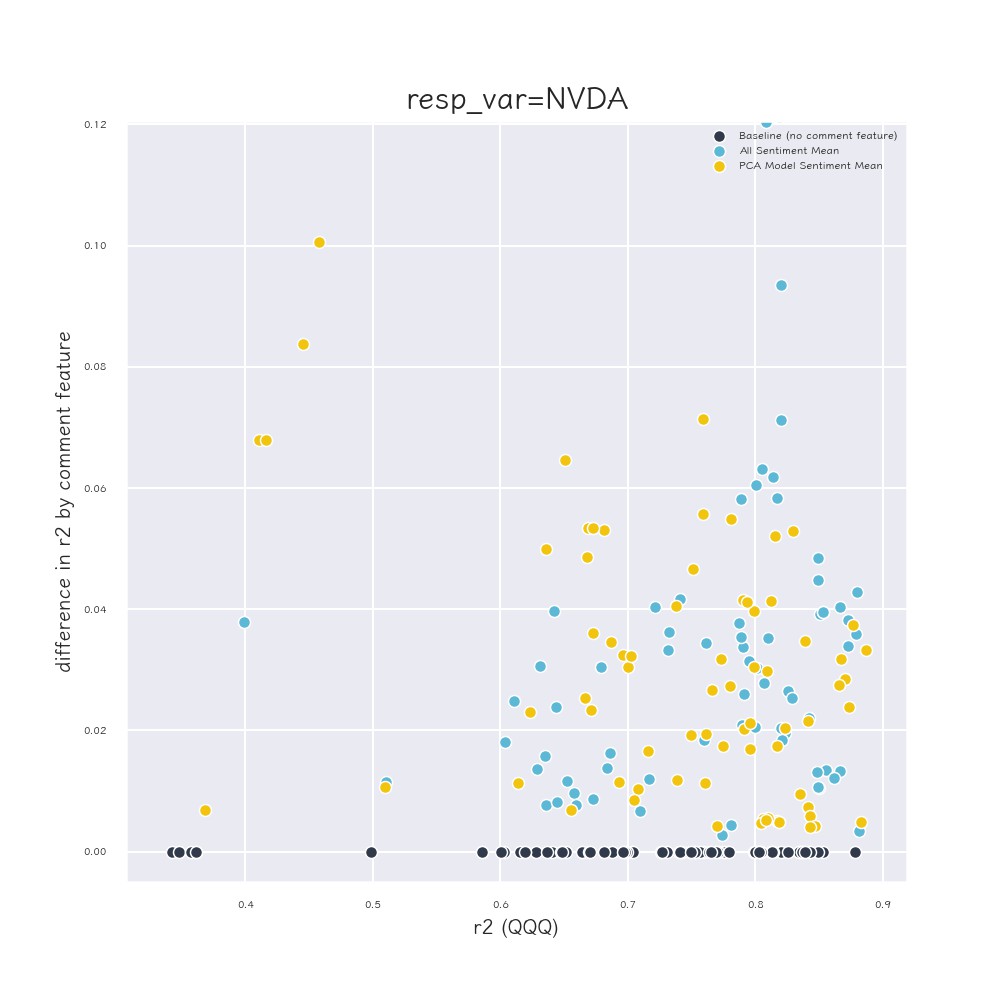 resp_var=NVDA
0.12
Baseline (no comment feature)
All Sentiment Mean
PCA Model Sentiment Mean
0.10
0.08
0.06
0.04
0.02
0.00
difference in r2 by comment feature
0.4 0.5 0.6 0.7 0.8 0.9
r2 (QQQ)